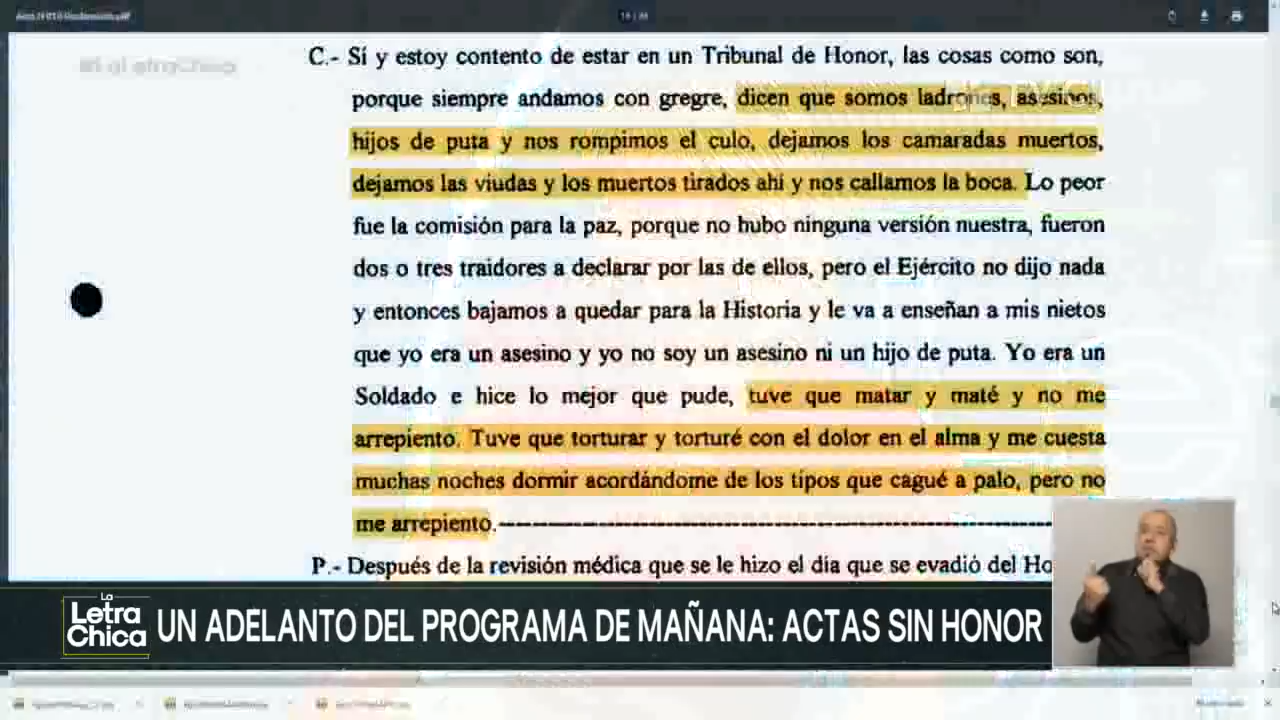 16 / 36
C.- Sí y estoy contento de estar en un Tribunal de Honor, las cosas como son,
porque siempre andamos con gregre, dicen que somos ladrones, asesinos,
hijos de puta y nos rompimos el culo, dejamos los camaradas muertos,
dejamos las viudas y los muertos tirados ahí y nos callamos la boca. Lo peor
fue la comisión para la paz, porque no hubo ninguna versión nuestra, fueron
dos o tres traidores a declarar por las de ellos, pero el Ejército no dijo nada
y entonces bajamos a quedar para la Historia y le va a enseñan a mis nietos
que yo era un asesino y yo no soy un asesino ni un hijo de puta. Yo era un
Soldado e hice lo mejor que pude, tuve que matar y maté y no me
arrepiento. Tuve que torturar y torturé con el dolor en el alma y me cuesta
muchas noches dormir acordándome de los tipos que cagué a palo, pero no
me arrepiento.
P.- Después de la revisión médica que se le hizo el día que se evadió del Ho
La Letra Chica
UN ADELANTO DEL PROGRAMA DE MAÑANA: ACTAS SIN HONOR